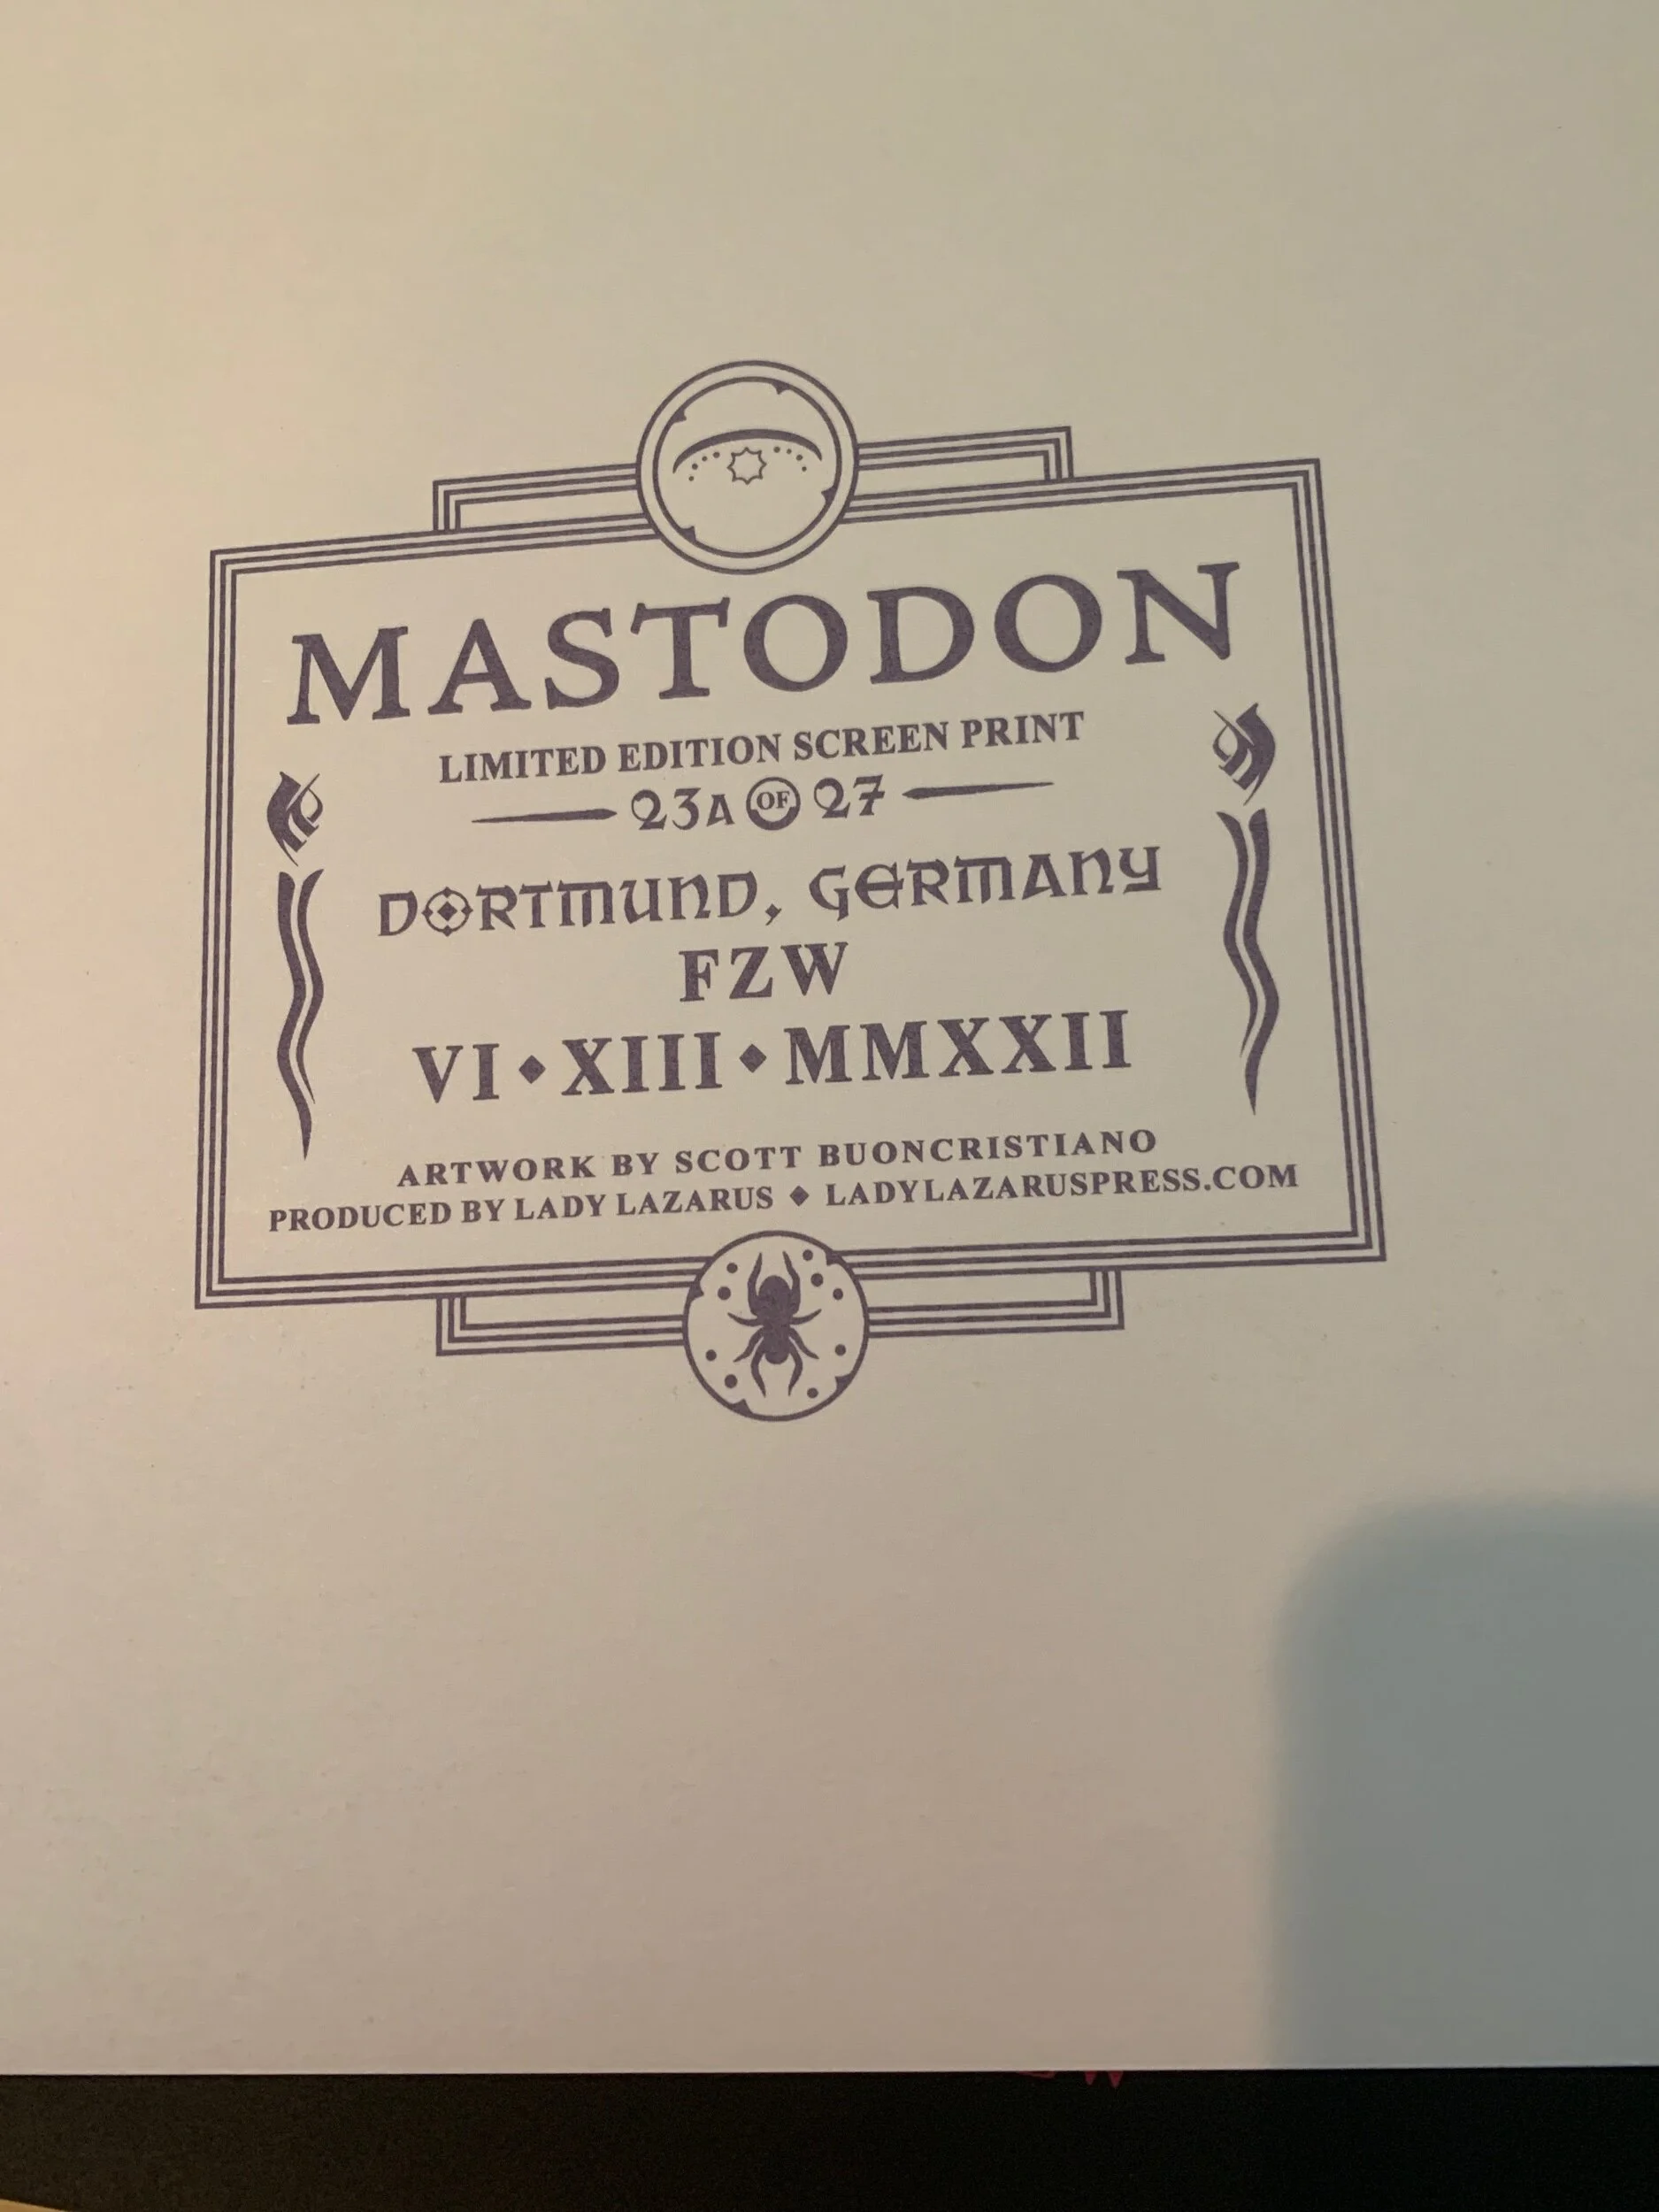 MASTODON
LIMITED EDITION SCREEN PRINT
23A OF 27
DORTMUND, GERMANY
FZW
VI◆XIII◆MMXXII
ARTWORK BY SCOTT BUONCRISTIANO
PRODUCED BY LADY LAZARUS ◆ LADYLAZARUSPRESS.COM